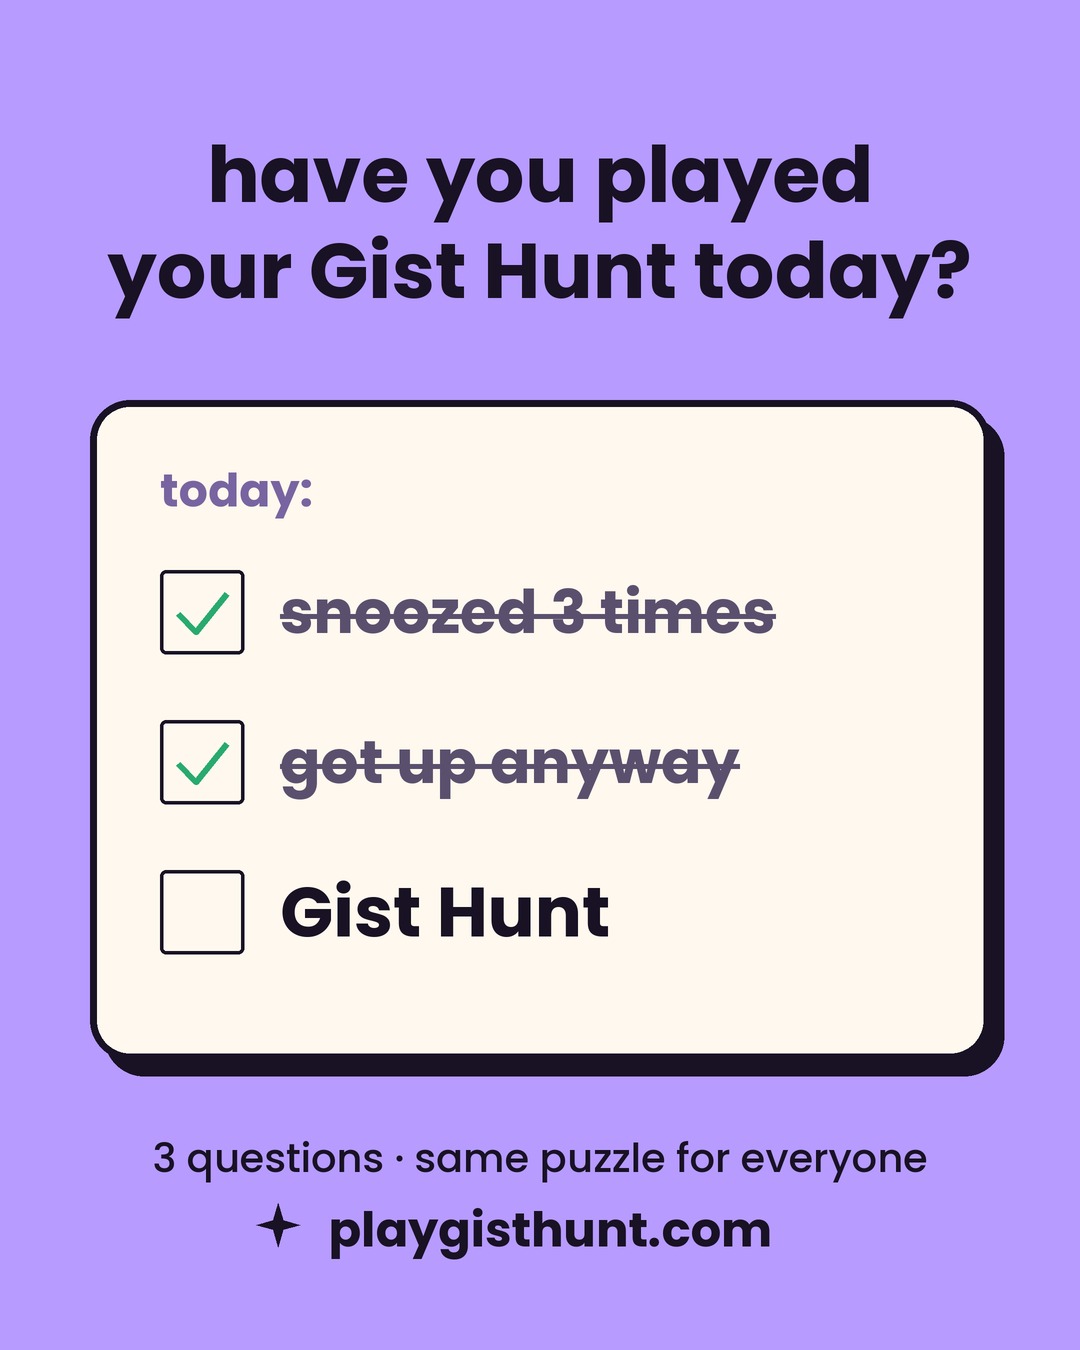 have you played
your Gist Hunt today?
today:
snoozed 3 times
got up anyway
Gist Hunt
3 questions · same puzzle for everyone
playgisthunt.com